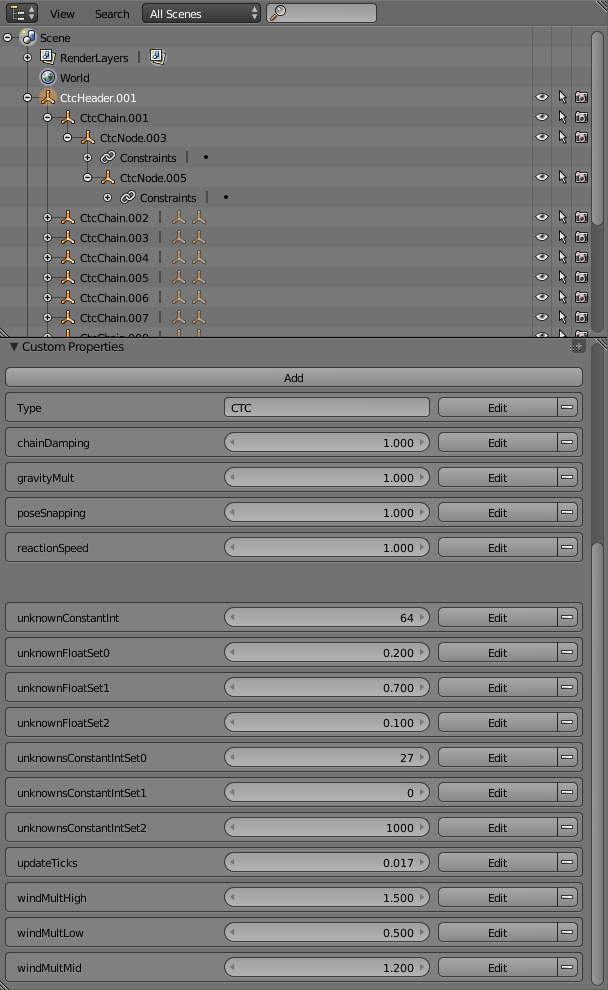 View Search All Scenes
Scene
RenderLayers |
World
CtcHeader.001
CtcChain.001
CtcNode.003
Constraints | •
CtcNode.005
Constraints | •
CtcChain.002 |
CtcChain.003 |
CtcChain.004 |
CtcChain.005 |
CtcChain.006 |
CtcChain.007 |
CtcChain.008 |
Custom Properties
Add
Type CTC Edit
chainDamping 1.000 Edit
gravityMult 1.000 Edit
poseSnapping 1.000 Edit
reactionSpeed 1.000 Edit
unknownConstantInt 64 Edit
unknownFloatSet0 0.200 Edit
unknownFloatSet1 0.700 Edit
unknownFloatSet2 0.100 Edit
unknownsConstantIntSet0 27 Edit
unknownsConstantIntSet1 0 Edit
unknownsConstantIntSet2 1000 Edit
updateTicks 0.017 Edit
windMultHigh 1.500 Edit
windMultLow 0.500 Edit
windMultMid 1.200 Edit